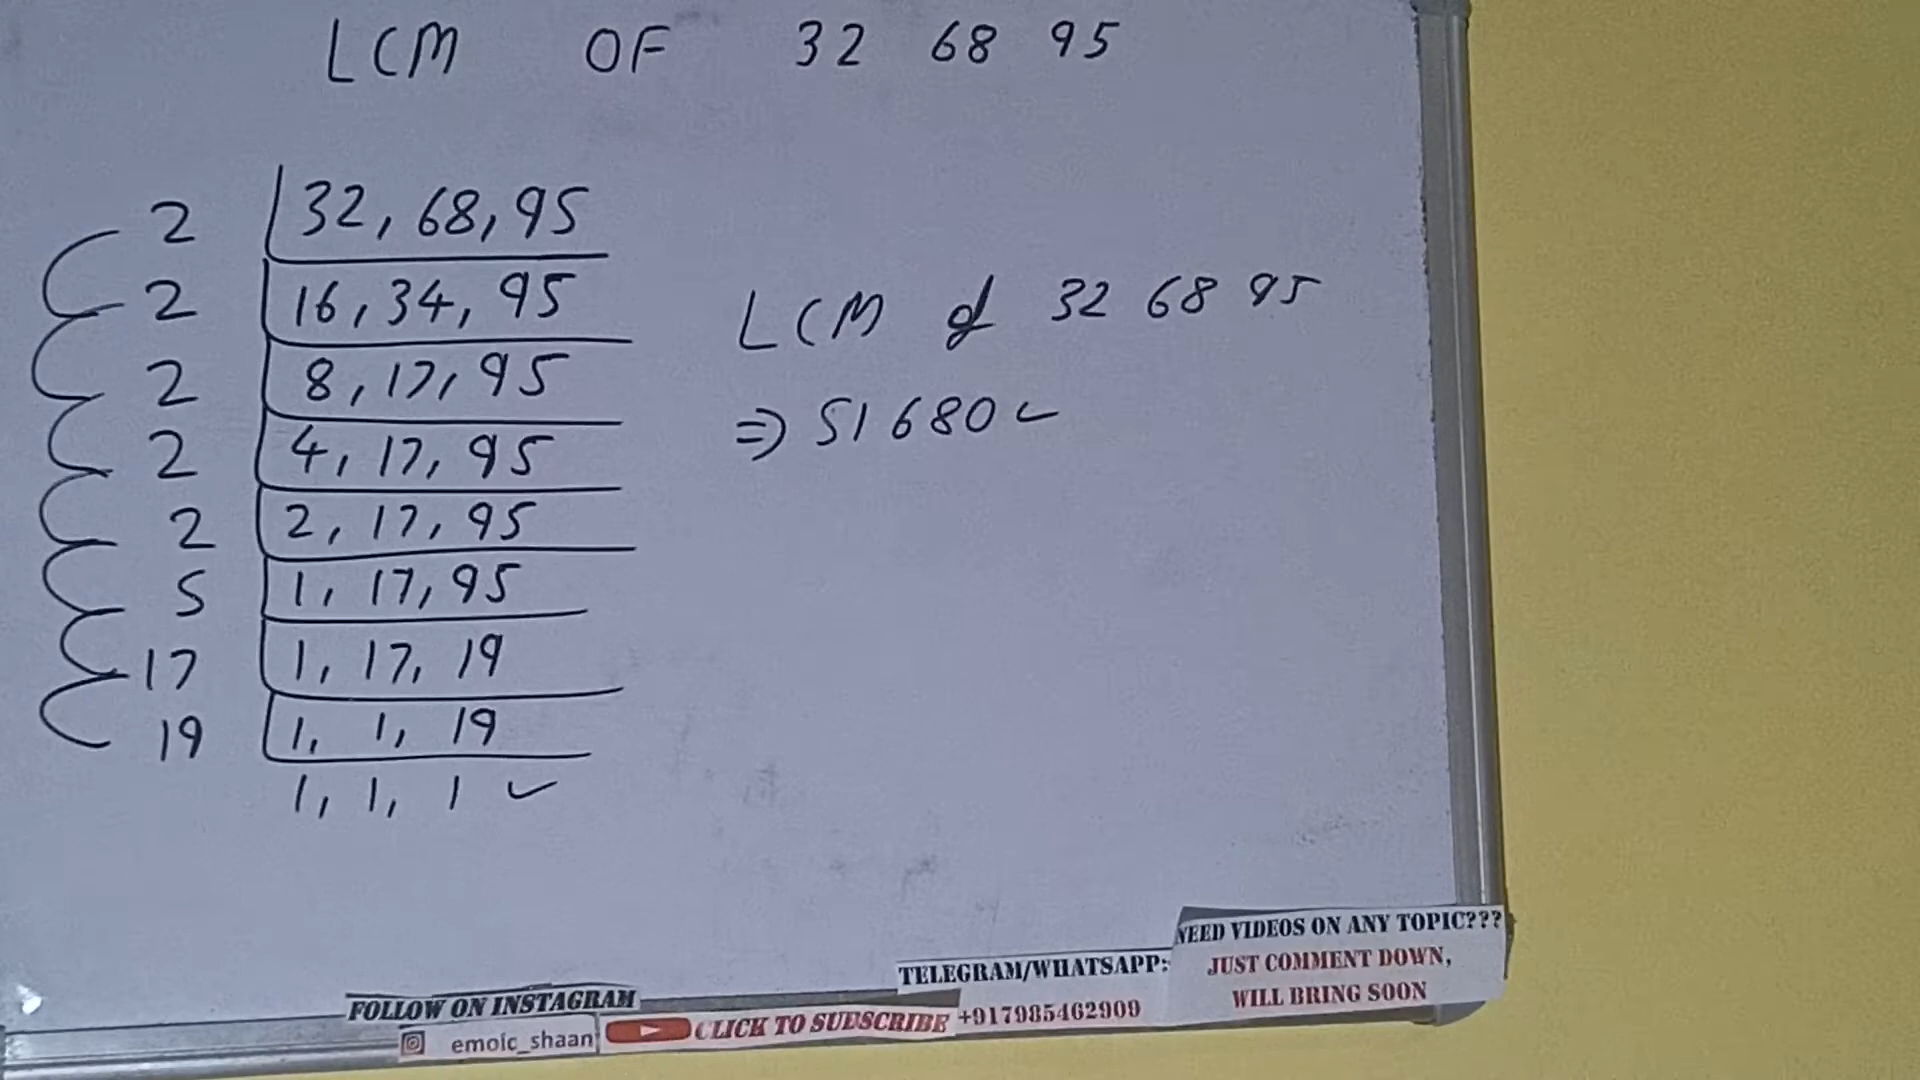 LCM OF 32 68 95
2 32, 68, 95
2 16, 34, 95
2 8, 17, 95
2 4, 17, 95
2 2, 17, 95
5 1, 17, 95
17 1, 17, 19
19 1, 1, 19
1, 1, 1 ✓
LCM of 32 68 95
⇒ 51680 ✓
NEED VIDEOS ON ANY TOPIC???
JUST COMMENT DOWN,
WILL BRING SOON
TELEGRAM/WHATSAPP:
+917985462909
FOLLOW ON INSTAGRAM
emoic_shaan
CLICK TO SUBSCRIBE